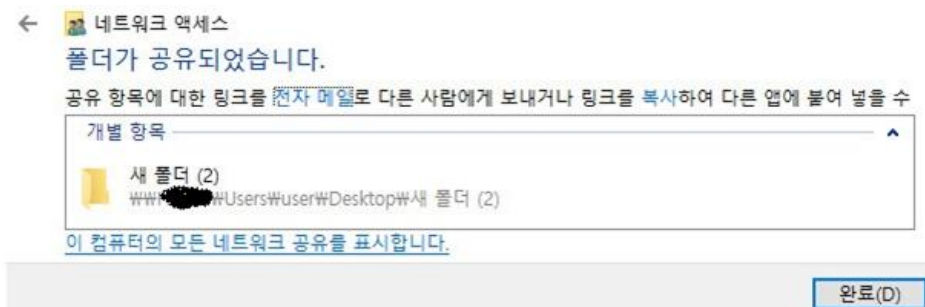 네트워크 액세스
폴더가 공유되었습니다.
공유 항목에 대한 링크를 전자 메일로 다른 사람에게 보내거나 링크를 복사하여 다른 앱에 붙여 넣을 수
개별 항목
새 폴더 (2)
₩₩ ₩Users₩user₩Desktop₩새 폴더 (2)
이 컴퓨터의 모든 네트워크 공유를 표시합니다.
완료(D)